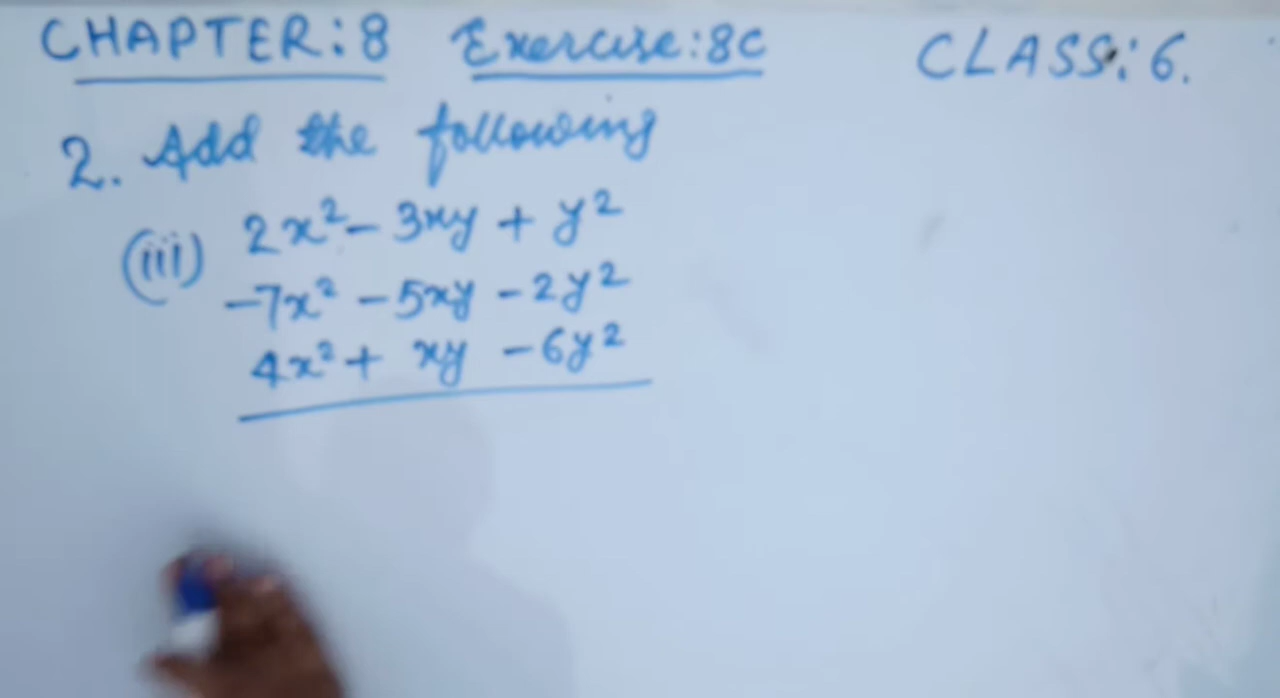 CHAPTER: 8 Exercise: 8C CLASS: 6.
2. Add the following
(iii) 2x² - 3xy + y²
-7x² - 5xy - 2y²
4x² + xy - 6y²